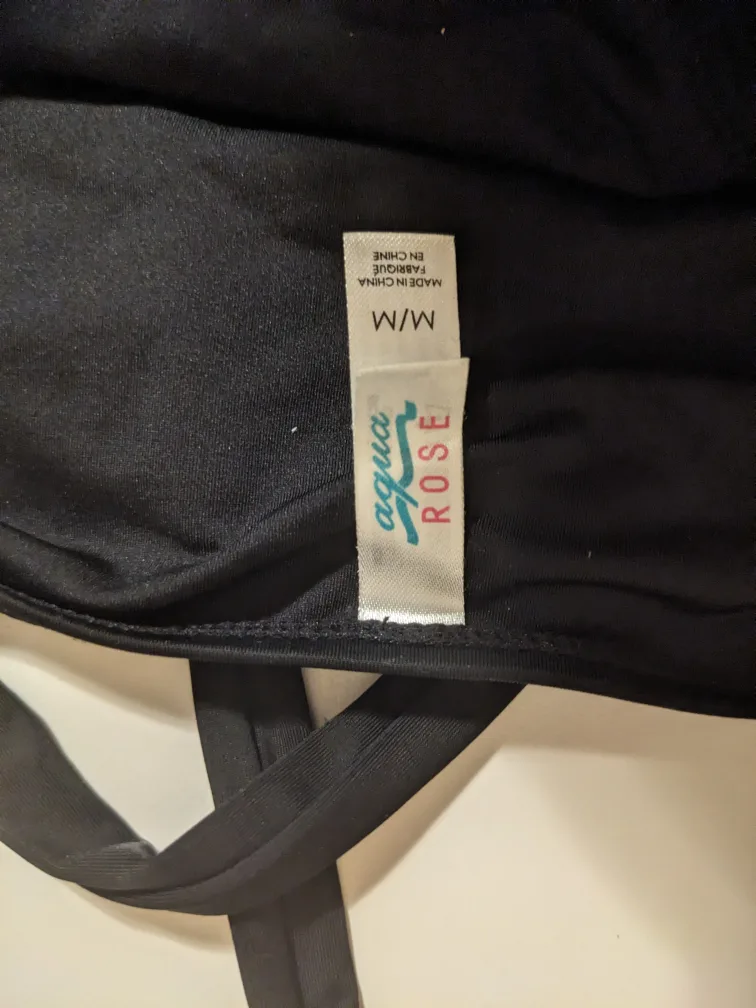 aqua
ROSE
M/M
MADE IN CHINA
FABRIQUÉ
EN CHINE